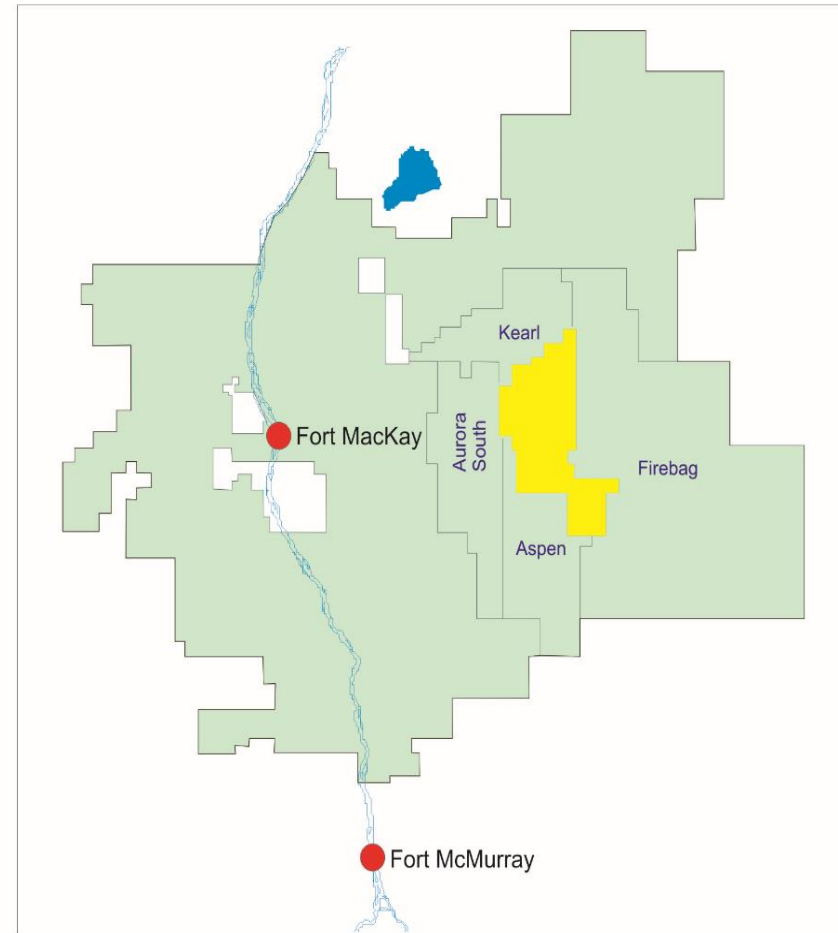 Kearl
Fort MacKay
Aurora
South
Firebag
Aspen
Fort McMurray